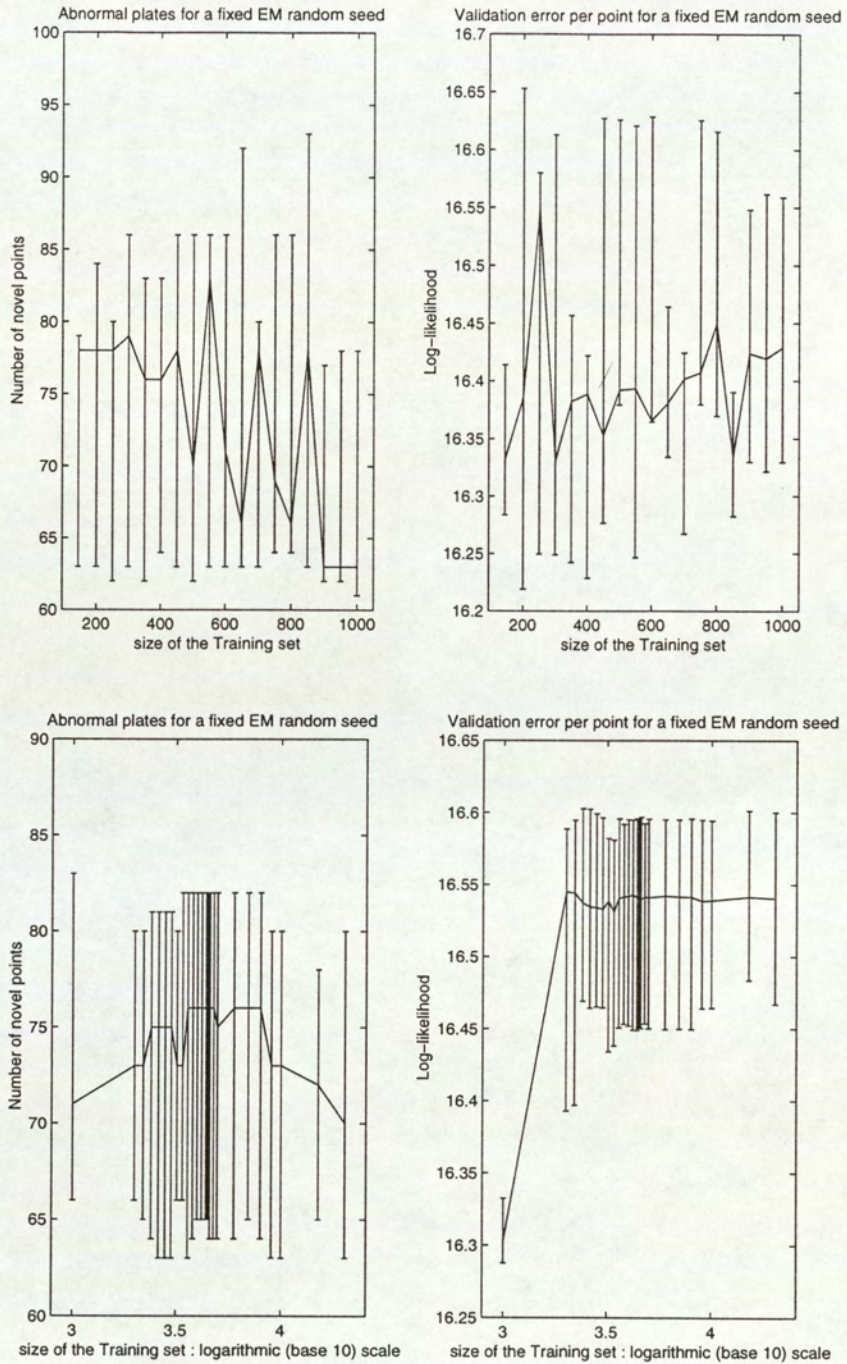 Abnormal plates for a fixed EM random seed
100
95
90
85
80
75
70
65
60
Number of novel points
200 400 600 800 1000
size of the Training set
Validation error per point for a fixed EM random seed
16.7
16.65
16.6
16.55
16.5
16.45
16.4
16.35
16.3
16.25
16.2
Log-likelihood
200 400 600 800 1000
size of the Training set
Abnormal plates for a fixed EM random seed
90
85
80
75
70
65
60
Number of novel points
3 3.5 4
size of the Training set : logarithmic (base 10) scale
Validation error per point for a fixed EM random seed
16.65
16.6
16.55
16.5
16.45
16.4
16.35
16.3
16.25
Log-likelihood
3 3.5 4
size of the Training set : logarithmic (base 10) scale